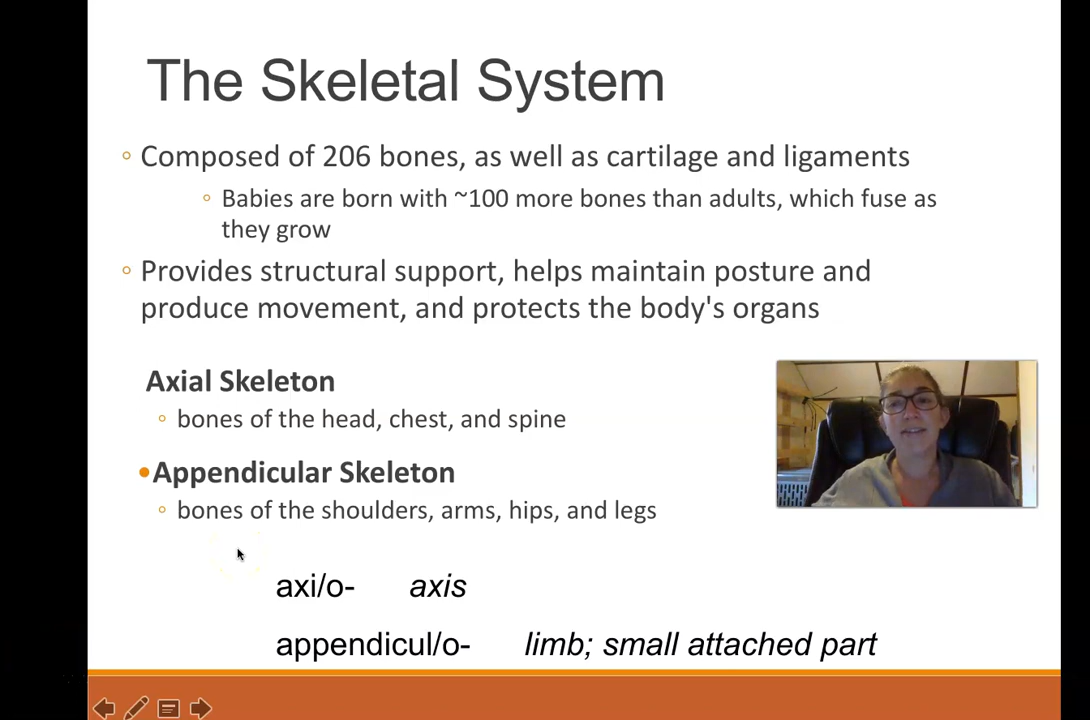 The Skeletal System
Composed of 206 bones, as well as cartilage and ligaments
Babies are born with ~100 more bones than adults, which fuse as
they grow
Provides structural support, helps maintain posture and
produce movement, and protects the body's organs
Axial Skeleton
bones of the head, chest, and spine
Appendicular Skeleton
bones of the shoulders, arms, hips, and legs
axi/o- axis
appendicul/o- limb; small attached part